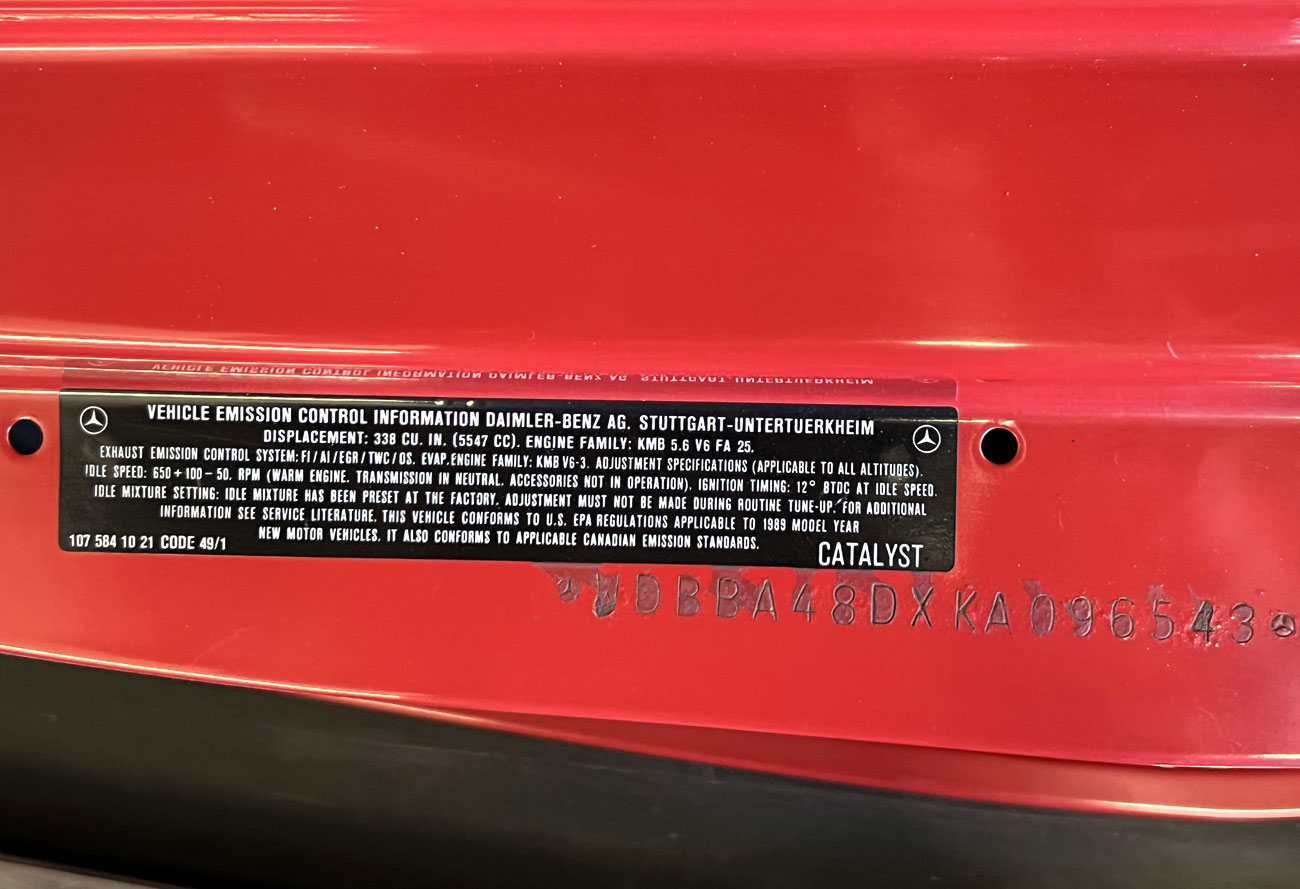 VEHICLE EMISSION CONTROL INFORMATION DAIMLER-BENZ AG. STUTTGART-UNTERTUERKHEIM
DISPLACEMENT: 338 CU. IN. (5547 CC). ENGINE FAMILY: KMB 5.6 V6 FA 25.
EXHAUST EMISSION CONTROL SYSTEM: FI/AI/EGR/TWC/OS. EVAP.ENGINE FAMILY: KMB V6-3. ADJUSTMENT SPECIFICATIONS (APPLICABLE TO ALL ALTITUDES).
IDLE SPEED: 650+100-50. RPM (WARM ENGINE. TRANSMISSION IN NEUTRAL. ACCESSORIES NOT IN OPERATION). IGNITION TIMING: 12° BTDC AT IDLE SPEED.
IDLE MIXTURE SETTING: IDLE MIXTURE HAS BEEN PRESET AT THE FACTORY. ADJUSTMENT MUST NOT BE MADE DURING ROUTINE TUNE-UP. FOR ADDITIONAL
INFORMATION SEE SERVICE LITERATURE. THIS VEHICLE CONFORMS TO U.S. EPA REGULATIONS APPLICABLE TO 1989 MODEL YEAR
NEW MOTOR VEHICLES. IT ALSO CONFORMS TO APPLICABLE CANADIAN EMISSION STANDARDS.
107 584 10 21 CODE 49/1
CATALYST
WDBBA48DXKA096543